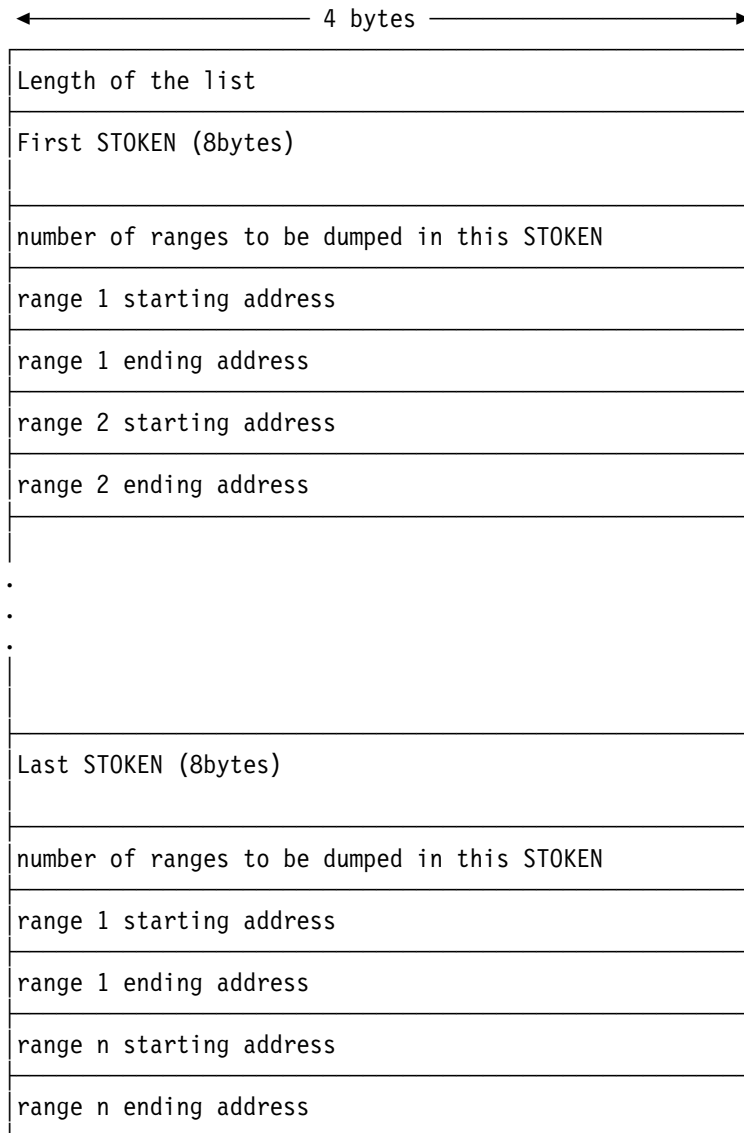 4 bytes
Length of the list
First STOKEN (8bytes)
number of ranges to be dumped in this STOKEN
range 1 starting address
range 1 ending address
range 2 starting address
range 2 ending address
.
.
.
Last STOKEN (8bytes)
number of ranges to be dumped in this STOKEN
range 1 starting address
range 1 ending address
range n starting address
range n ending address